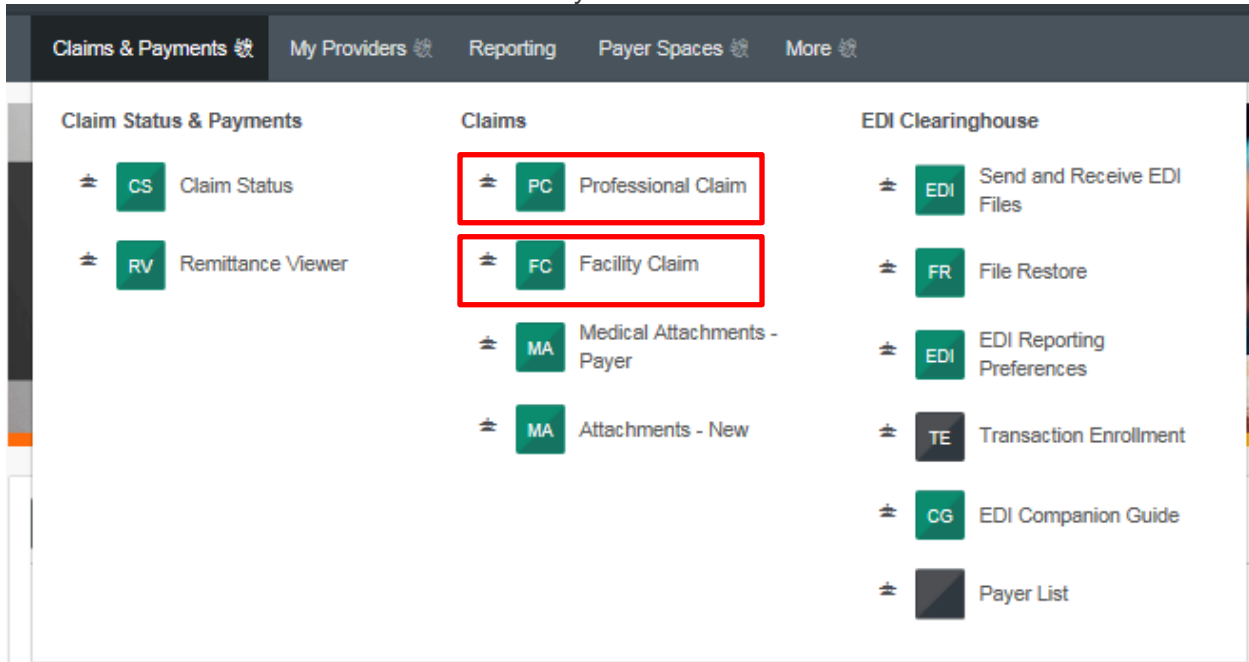 Claims & Payments
My Providers
Reporting
Payer Spaces
More
Claim Status & Payments
CS Claim Status
RV Remittance Viewer
Claims
PC Professional Claim
FC Facility Claim
MA Medical Attachments -
Payer
MA Attachments - New
EDI Clearinghouse
EDI Send and Receive EDI
Files
FR File Restore
EDI EDI Reporting
Preferences
TE Transaction Enrollment
CG EDI Companion Guide
Payer List